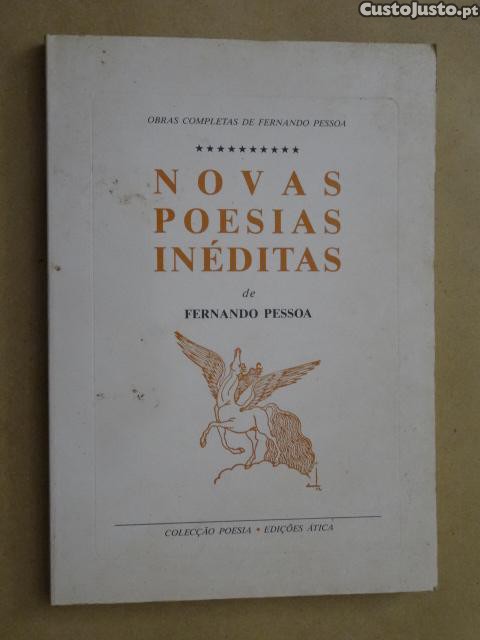 CustoJusto.pt
OBRAS COMPLETAS DE FERNANDO PESSOA
★★★★★★★★★★
NOVAS
POESIAS
INÉDITAS
de
FERNANDO PESSOA
COLECÇÃO POESIA • EDIÇÕES ÁTICA